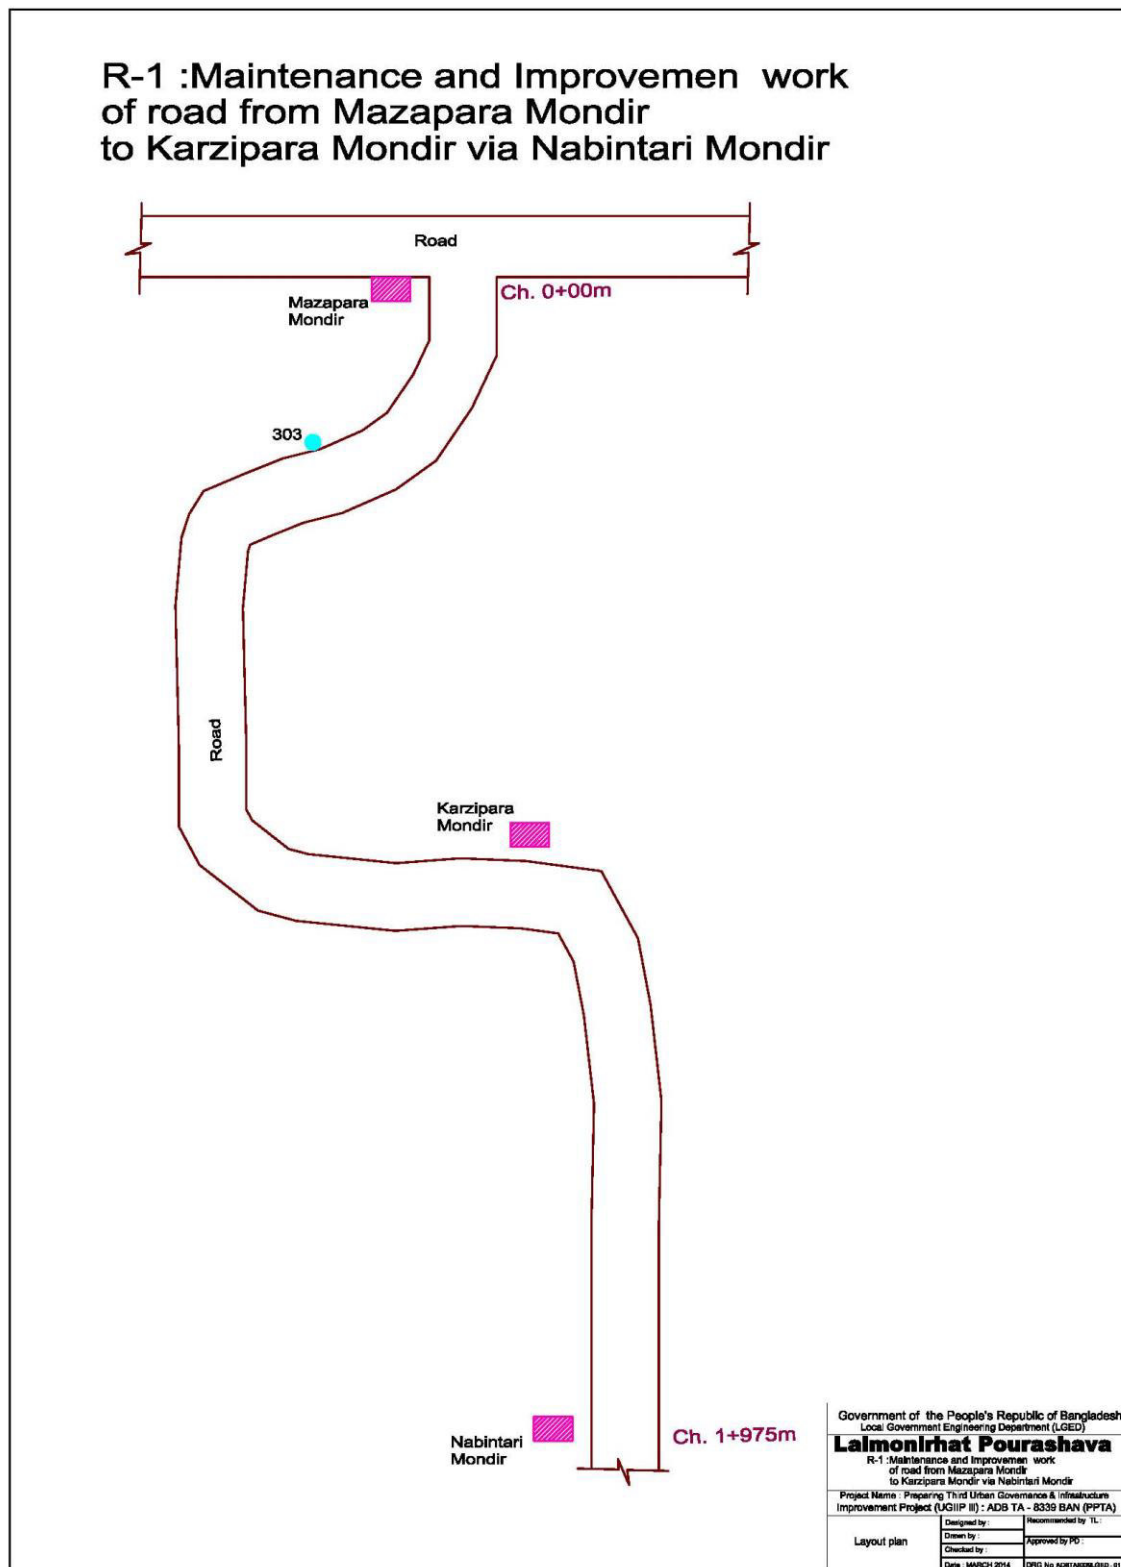 R-1 :Maintenance and Improvemen work
of road from Mazapara Mondir
to Karzipara Mondir via Nabintari Mondir
Road
Mazapara
Mondir
Ch. 0+00m
303
Road
Karzipara
Mondir
Nabintari
Mondir
Ch. 1+975m
Government of the People's Republic of Bangladesh
Local Government Engineering Department (LGED)
Lalmonirhat Pourashava
R-1 :Maintenance and Improvemen work
of road from Mazapara Mondir
to Karzipara Mondir via Nabintari Mondir
Project Name : Preparing Third Urban Governance & Infrastructure
Improvement Project (UGIIP III) : ADB TA - 8339 BAN (PPTA)
Layout plan
Designed by :
Recommended by TL :
Drawn by :
Approved by PD :
Checked by :
Date : MARCH 2014
DRG No